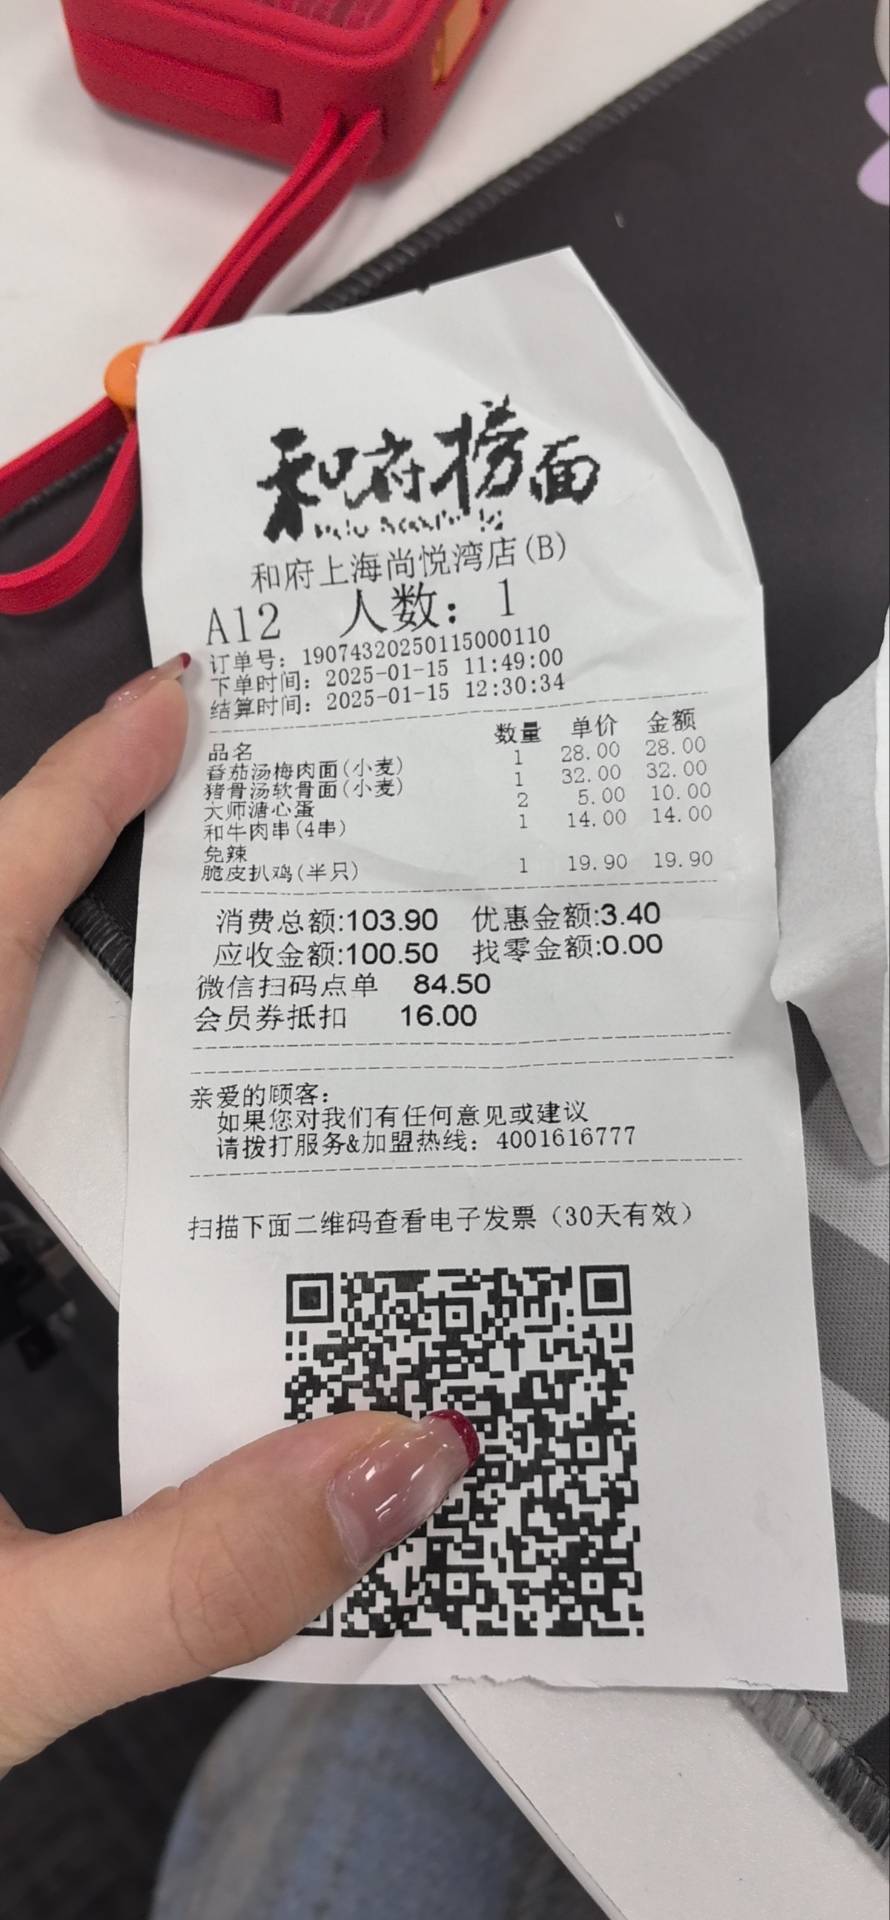 和府捞面
和府上海尚悦湾店(B)
A12 人数: 1
订单号: 19074320250115000110
下单时间: 2025-01-15 11:49:00
结算时间: 2025-01-15 12:30:34
品名 数量 单价 金额
番茄汤梅肉面(小麦) 1 28.00 28.00
猪骨汤软骨面(小麦) 1 32.00 32.00
大师溏心蛋 2 5.00 10.00
和牛肉串(4串) 1 14.00 14.00
免辣
脆皮扒鸡(半只) 1 19.90 19.90
消费总额:103.90 优惠金额:3.40
应收金额:100.50 找零金额:0.00
微信扫码点单 84.50
会员券抵扣 16.00
亲爱的顾客:
如果您对我们有任何意见或建议
请拨打服务&加盟热线: 4001616777
扫描下面二维码查看电子发票（30天有效）